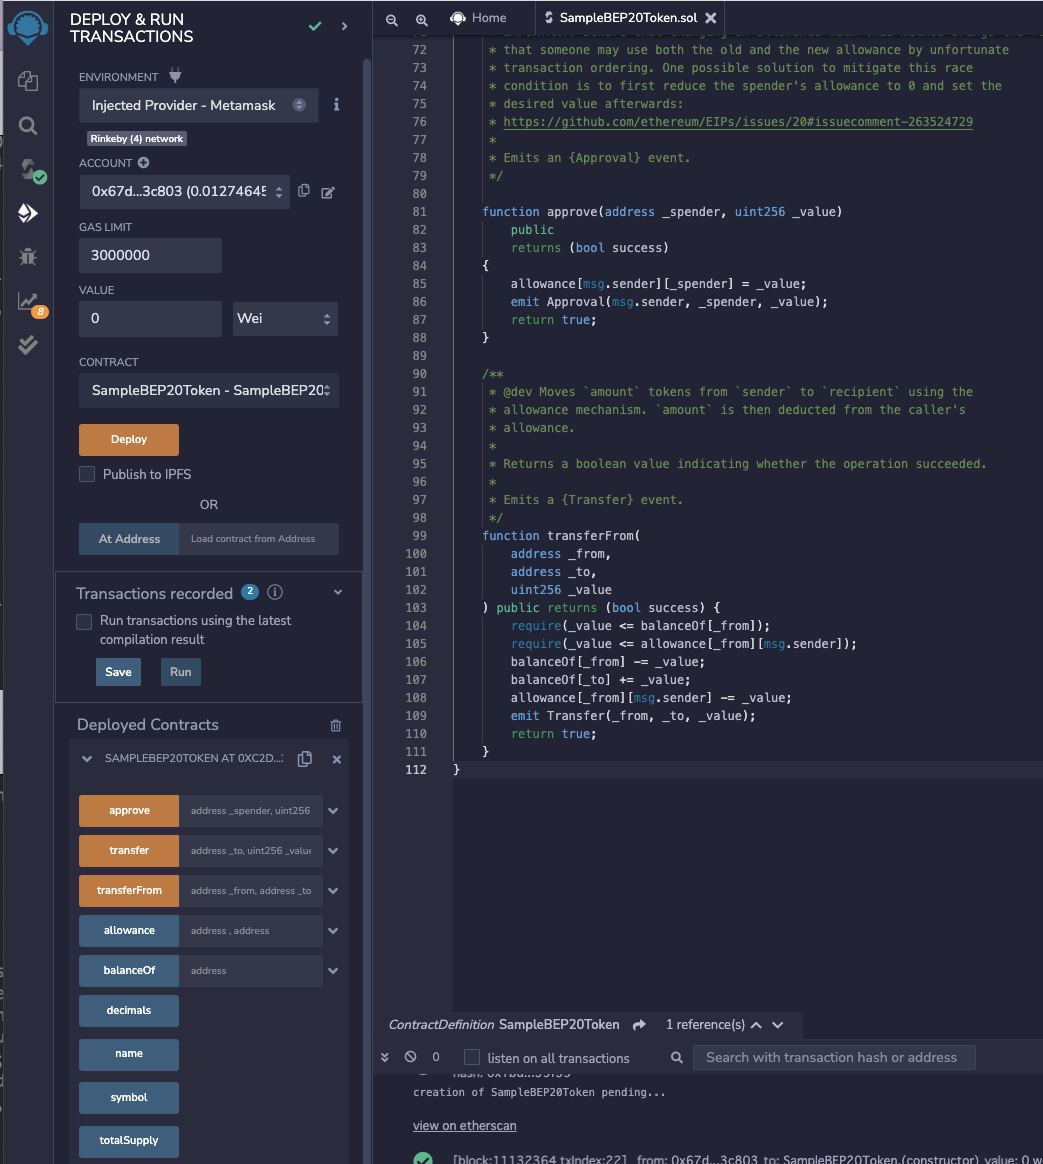 DEPLOY & RUN
TRANSACTIONS
ENVIRONMENT
Injected Provider - Metamask
Rinkeby (4) network
ACCOUNT
0x67d...3c803 (0.01274645
GAS LIMIT
3000000
VALUE
0
Wei
CONTRACT
SampleBEP20Token - SampleBEP20
Deploy
Publish to IPFS
OR
At Address
Load contract from Address
Transactions recorded 2
Run transactions using the latest
compilation result
Save
Run
Deployed Contracts
SAMPLEBEP20TOKEN AT 0XC2D...
approve
address _spender, uint256
transfer
address _to, uint256 _value
transferFrom
address _from, address _to
allowance
address , address
balanceOf
address
decimals
name
symbol
totalSupply
8
Home
SampleBEP20Token.sol
72 * that someone may use both the old and the new allowance by unfortunate
73 * transaction ordering. One possible solution to mitigate this race
74 * condition is to first reduce the spender's allowance to 0 and set the
75 * desired value afterwards:
76 * https://github.com/ethereum/EIPs/issues/20#issuecomment-263524729
77 *
78 * Emits an {Approval} event.
79 */
80
81 function approve(address _spender, uint256 _value)
82 public
83 returns (bool success)
84 {
85 allowance[msg.sender][_spender] = _value;
86 emit Approval(msg.sender, _spender, _value);
87 return true;
88 }
89
90 /**
91 * @dev Moves `amount` tokens from `sender` to `recipient` using the
92 * allowance mechanism. `amount` is then deducted from the caller's
93 * allowance.
94 *
95 * Returns a boolean value indicating whether the operation succeeded.
96 *
97 * Emits a {Transfer} event.
98 */
99 function transferFrom(
100 address _from,
101 address _to,
102 uint256 _value
103 ) public returns (bool success) {
104 require(_value <= balanceOf[_from]);
105 require(_value <= allowance[_from][msg.sender]);
106 balanceOf[_from] -= _value;
107 balanceOf[_to] += _value;
108 allowance[_from][msg.sender] -= _value;
109 emit Transfer(_from, _to, _value);
110 return true;
111 }
112 }
ContractDefinition SampleBEP20Token 1 reference(s)
0 listen on all transactions
Search with transaction hash or address
creation of SampleBEP20Token pending...
view on etherscan
[block:11132364 txIndex:22] from: 0x67d...3c803 to: SampleBEP20Token.(constructor) value: 0 w